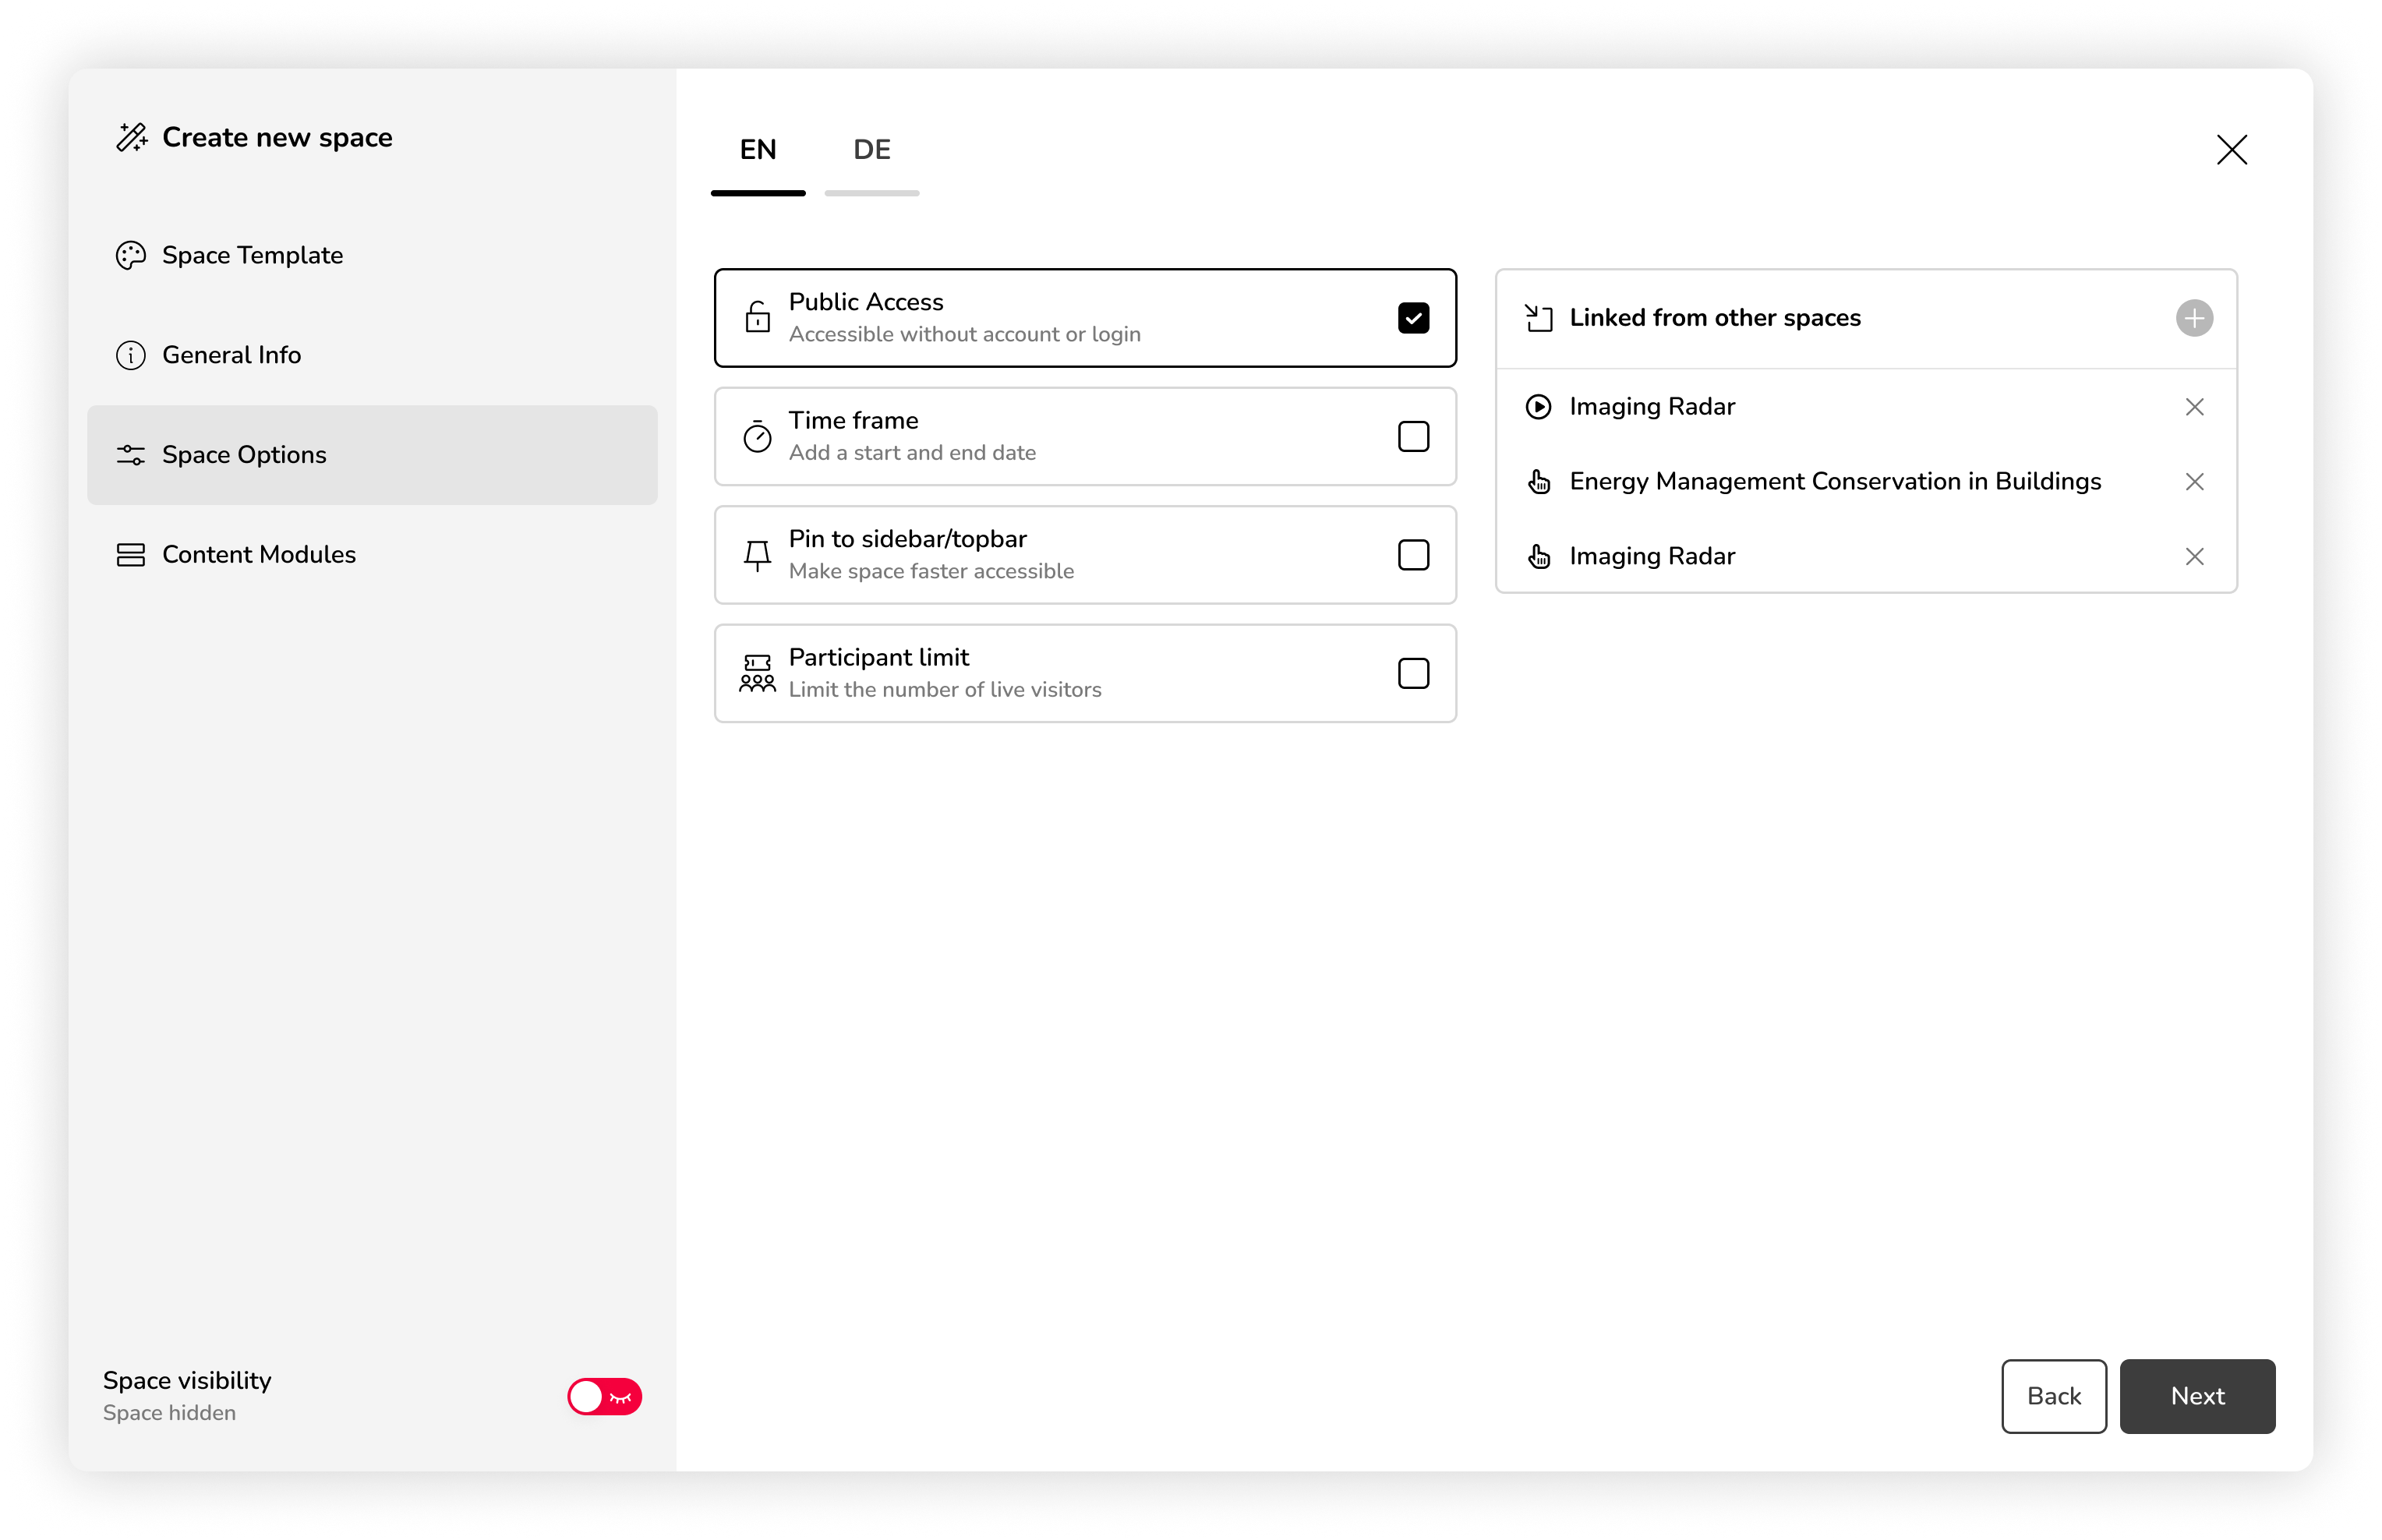 Create new space
Space Template
General Info
Space Options
Content Modules
Space visibility
Space hidden
EN
DE
Public Access
Accessible without account or login
Time frame
Add a start and end date
Pin to sidebar/topbar
Make space faster accessible
Participant limit
Limit the number of live visitors
Linked from other spaces
Imaging Radar
Energy Management Conservation in Buildings
Imaging Radar
Back
Next